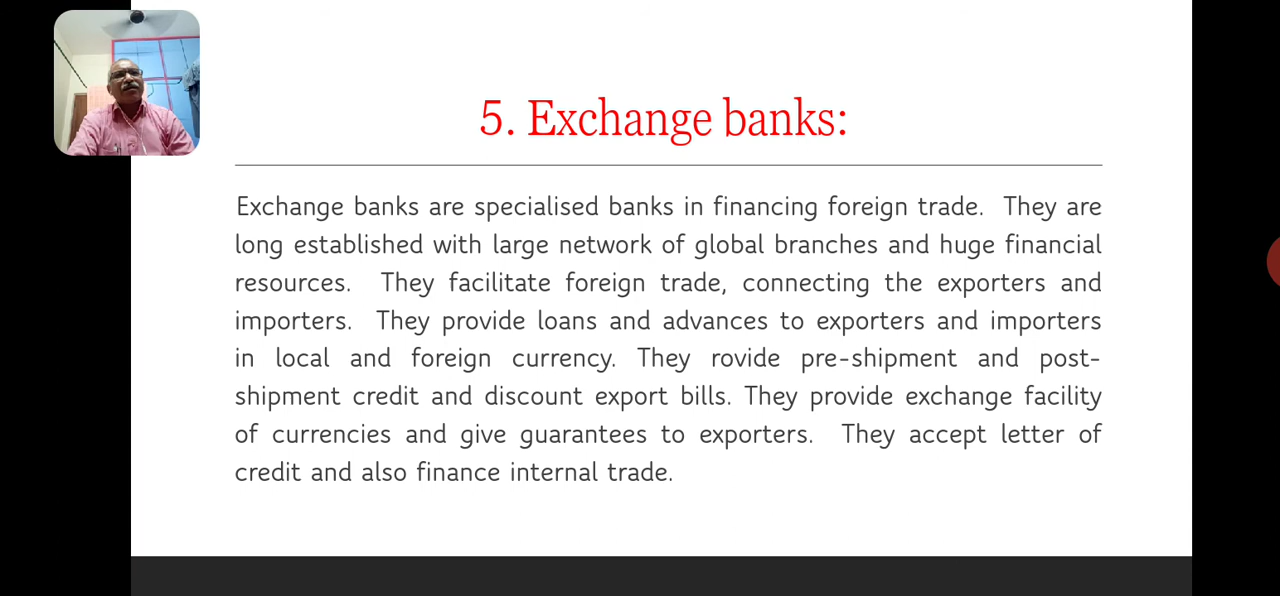 5. Exchange banks:
Exchange banks are specialised banks in financing foreign trade. They are
long established with large network of global branches and huge financial
resources. They facilitate foreign trade, connecting the exporters and
importers. They provide loans and advances to exporters and importers
in local and foreign currency. They rovide pre-shipment and post-
shipment credit and discount export bills. They provide exchange facility
of currencies and give guarantees to exporters. They accept letter of
credit and also finance internal trade.